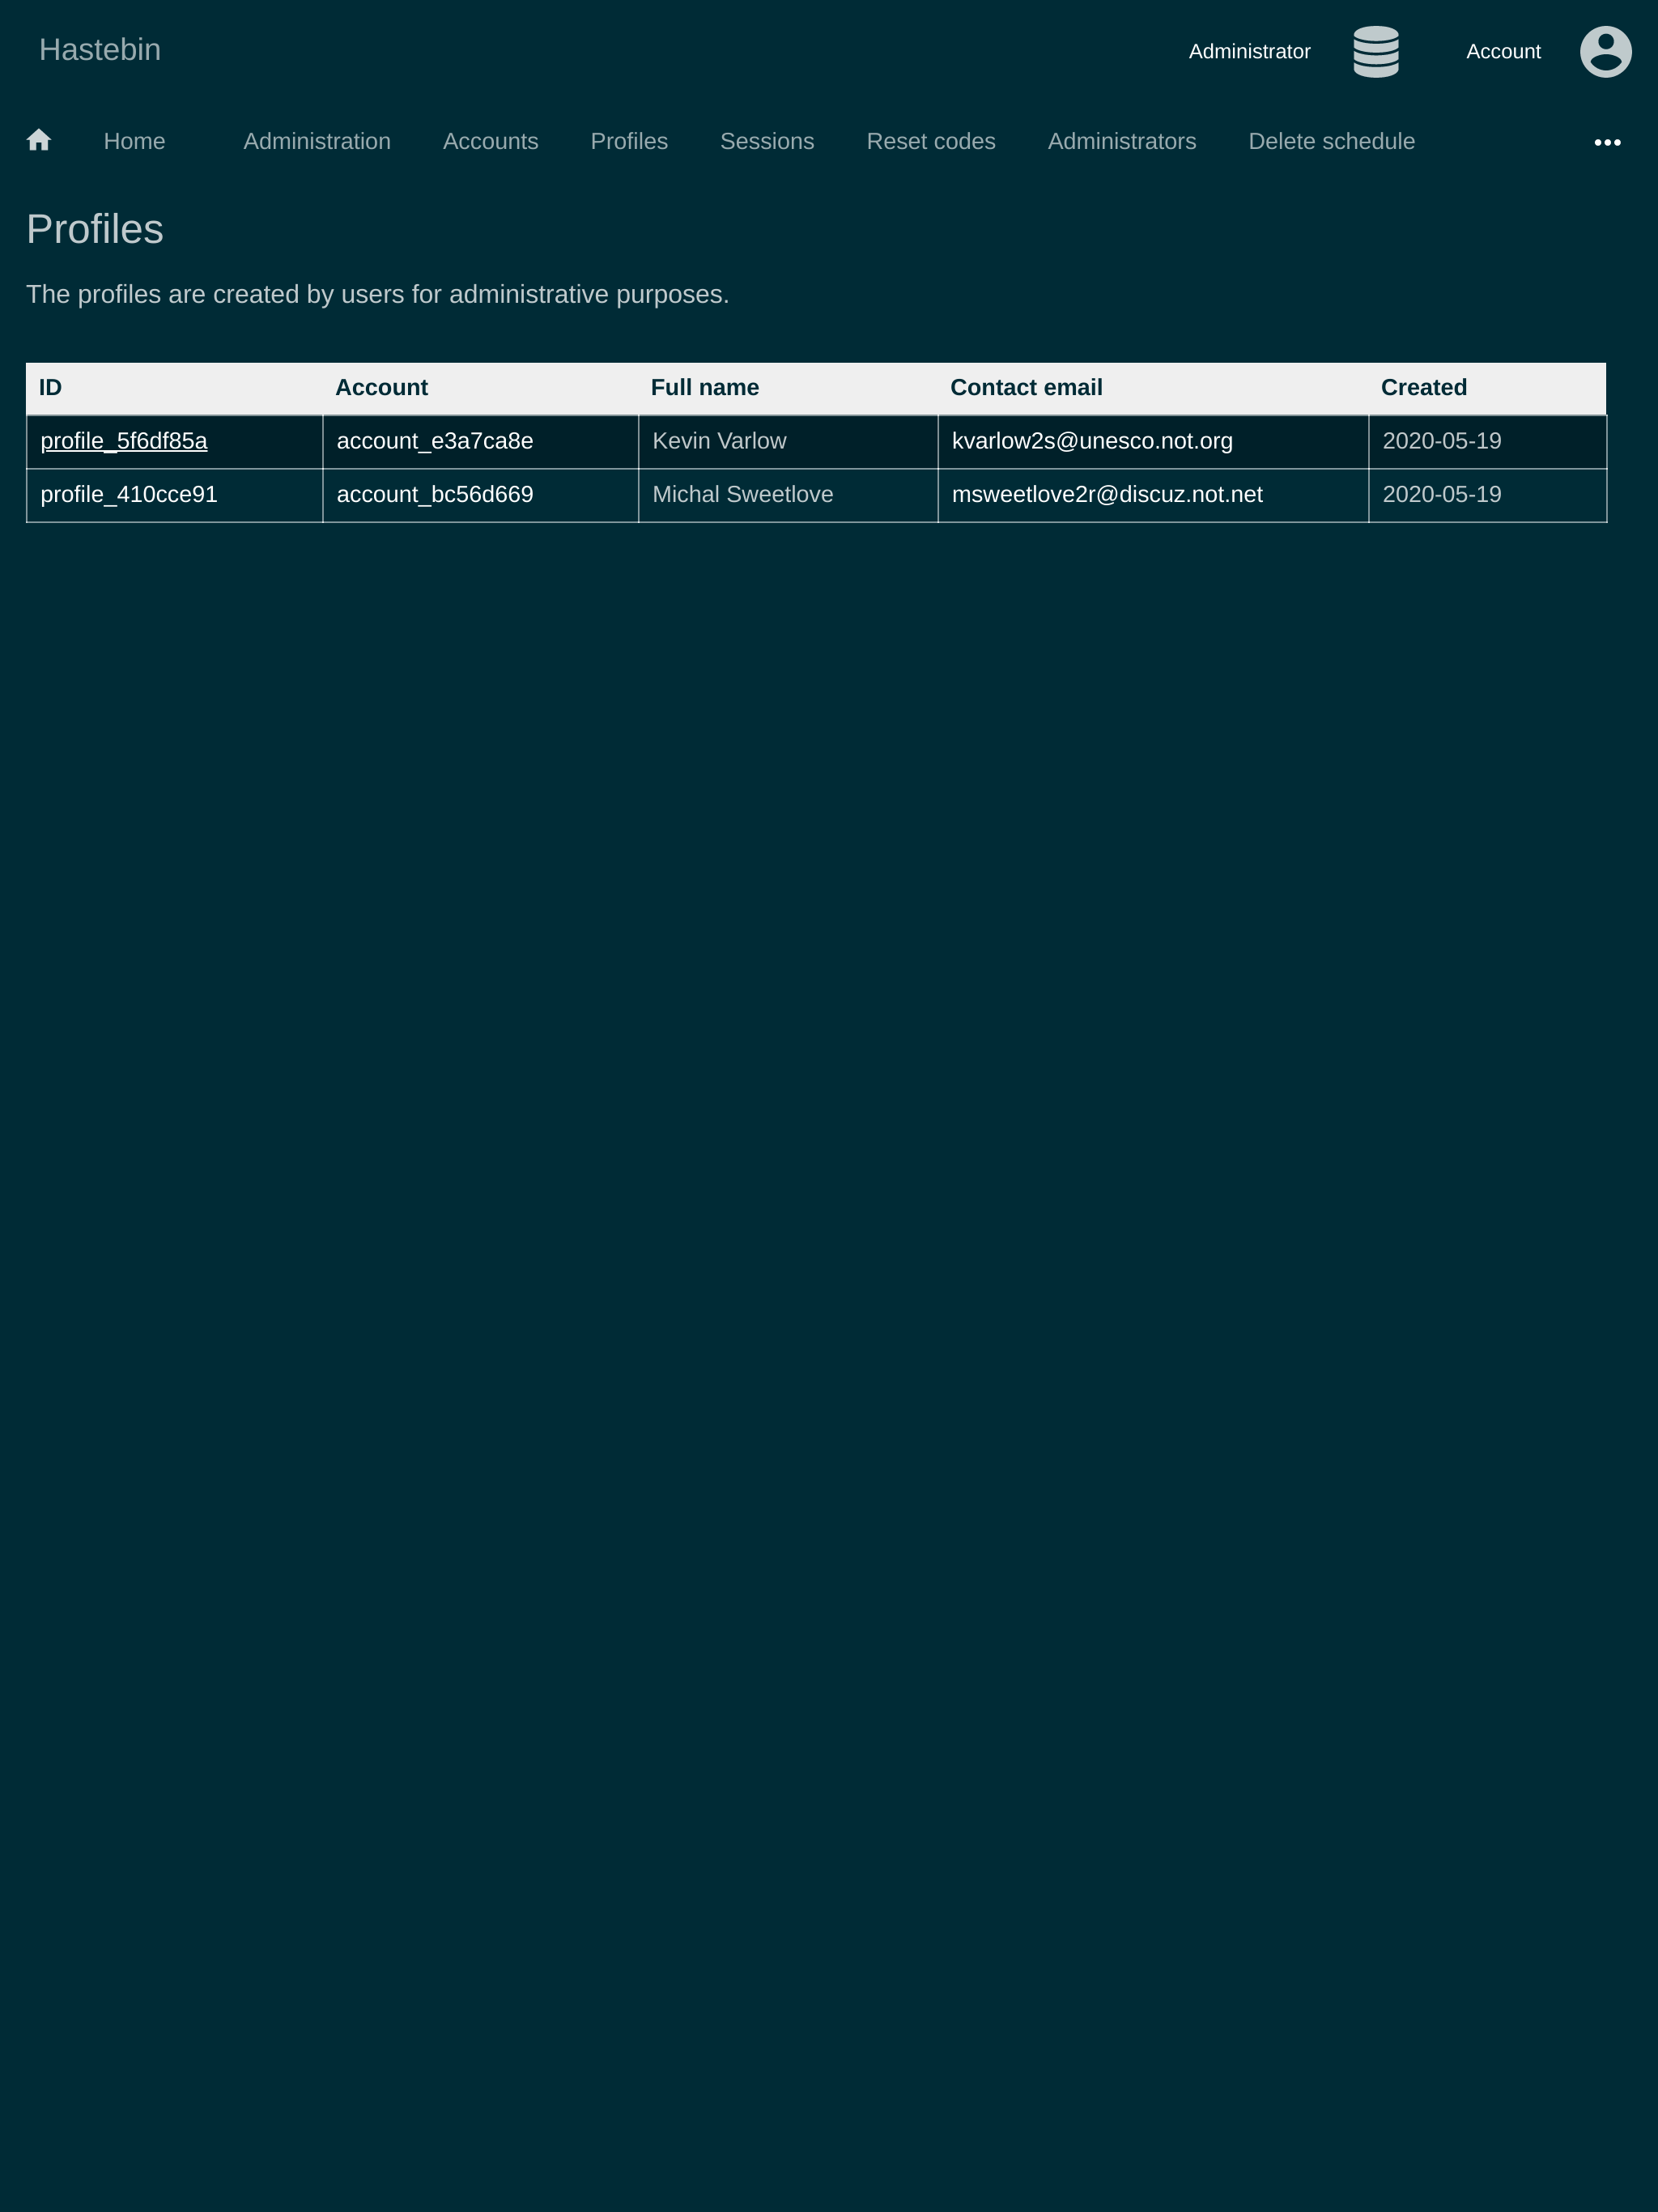 Hastebin
Administrator Account
Home Administration Accounts Profiles Sessions Reset codes Administrators Delete schedule •••
Profiles
The profiles are created by users for administrative purposes.
ID Account Full name Contact email Created
profile_5f6df85a account_e3a7ca8e Kevin Varlow kvarlow2s@unesco.not.org 2020-05-19
profile_410cce91 account_bc56d669 Michal Sweetlove msweetlove2r@discuz.not.net 2020-05-19